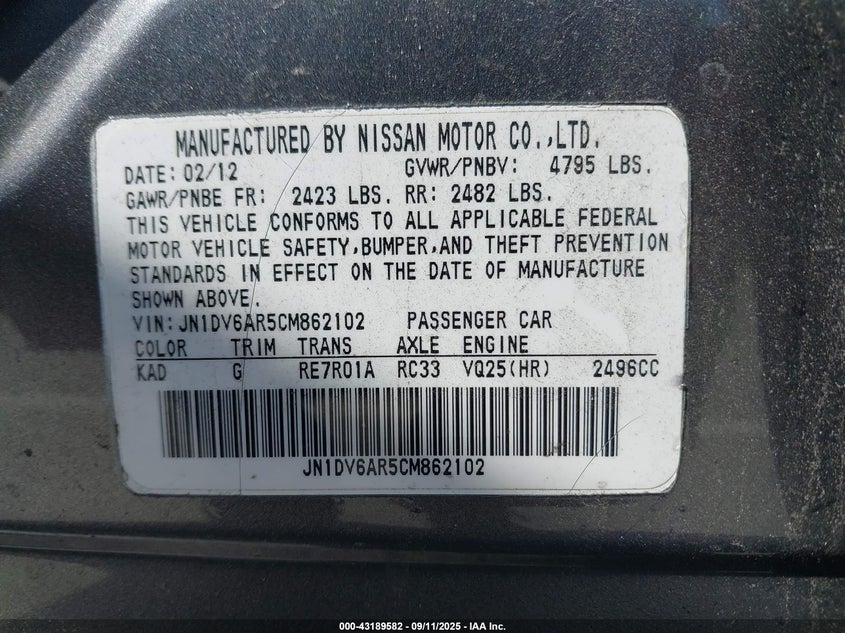 MANUFACTURED BY NISSAN MOTOR CO.,LTD.
DATE: 02/12 GVWR/PNBV: 4795 LBS.
GAWR/PNBE FR: 2423 LBS. RR: 2482 LBS.
THIS VEHICLE CONFORMS TO ALL APPLICABLE FEDERAL
MOTOR VEHICLE SAFETY,BUMPER,AND THEFT PREVENTION
STANDARDS IN EFFECT ON THE DATE OF MANUFACTURE
SHOWN ABOVE.
VIN:JN1DV6AR5CM862102 PASSENGER CAR
COLOR TRIM TRANS AXLE ENGINE
KAD G RE7R01A RC33 VQ25(HR) 2496CC
JN1DV6AR5CM862102
000-43189582 - 09/11/2025 - IAA Inc.